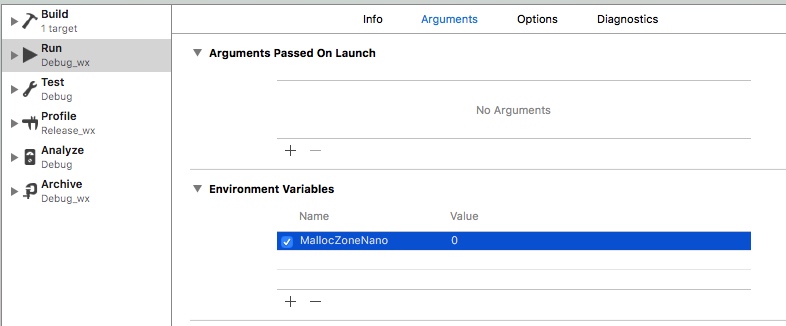 Build
1 target
Run
Debug_wx
Test
Debug
Profile
Release_wx
Analyze
Debug
Archive
Debug_wx
Info Arguments Options Diagnostics
Arguments Passed On Launch
No Arguments
Environment Variables
Name Value
MallocZoneNano 0